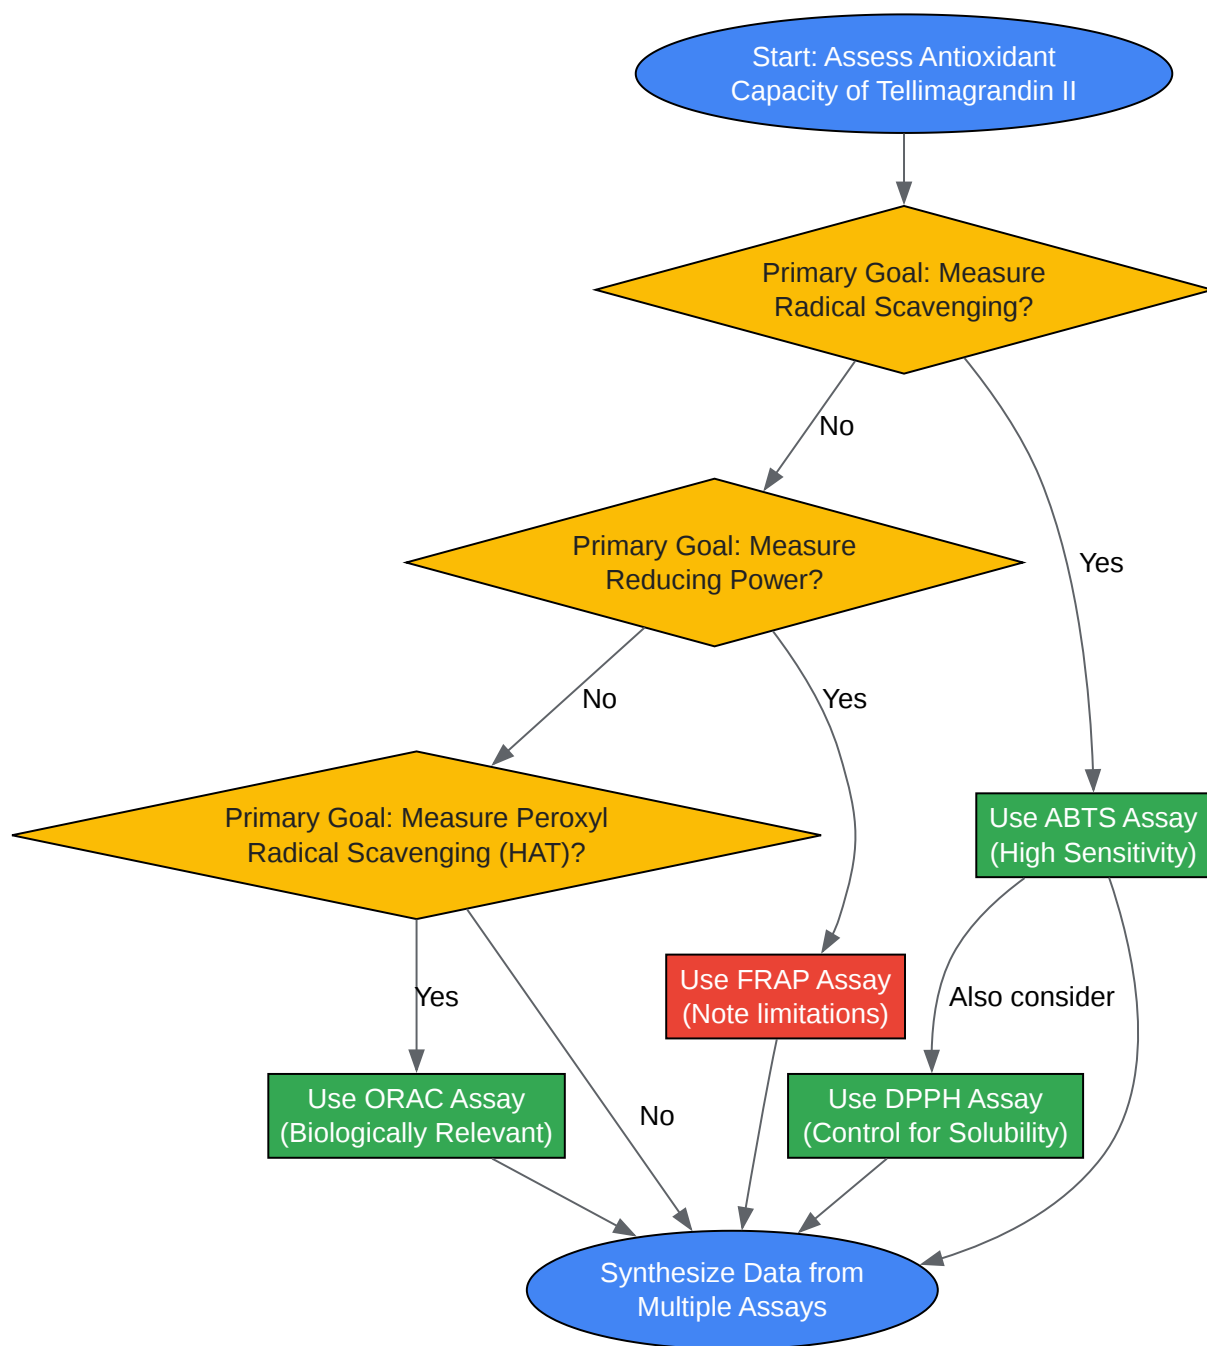 Start: Assess Antioxidant
Capacity of Tellimagrandin II
Primary Goal: Measure
Radical Scavenging?
No
Yes
Primary Goal: Measure
Reducing Power?
No
Yes
Primary Goal: Measure Peroxyl
Radical Scavenging (HAT)?
Use ABTS Assay
(High Sensitivity)
Yes
Use FRAP Assay
(Note limitations)
Also consider
Use ORAC Assay
(Biologically Relevant)
No
Use DPPH Assay
(Control for Solubility)
Synthesize Data from
Multiple Assays